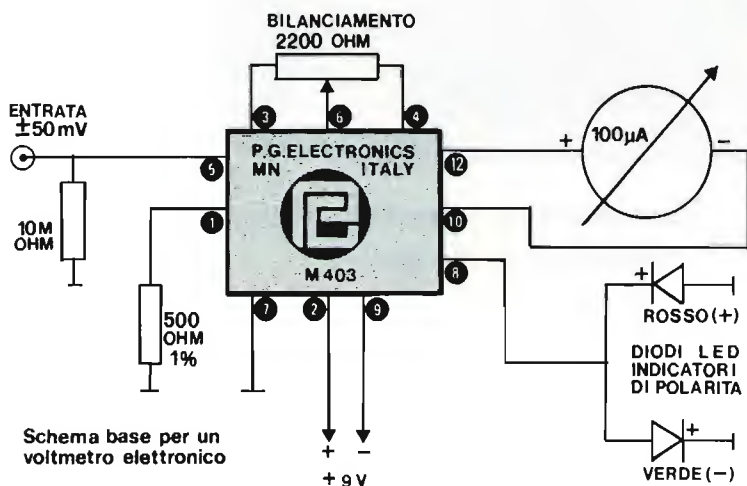 BILANCIAMENTO
2200 OHM
ENTRATA
±50mV
3
6
4
P.G.ELECTRONICS
MN ITALY
5
12
+
100µA
-
10M
OHM
1
10
M 403
8
+
ROSSO(+)
500
OHM
1%
7
2
9
DIODI LED
INDICATORI
DI POLARITA
Schema base per un
voltmetro elettronico
+ -
+9V
+
VERDE(-)